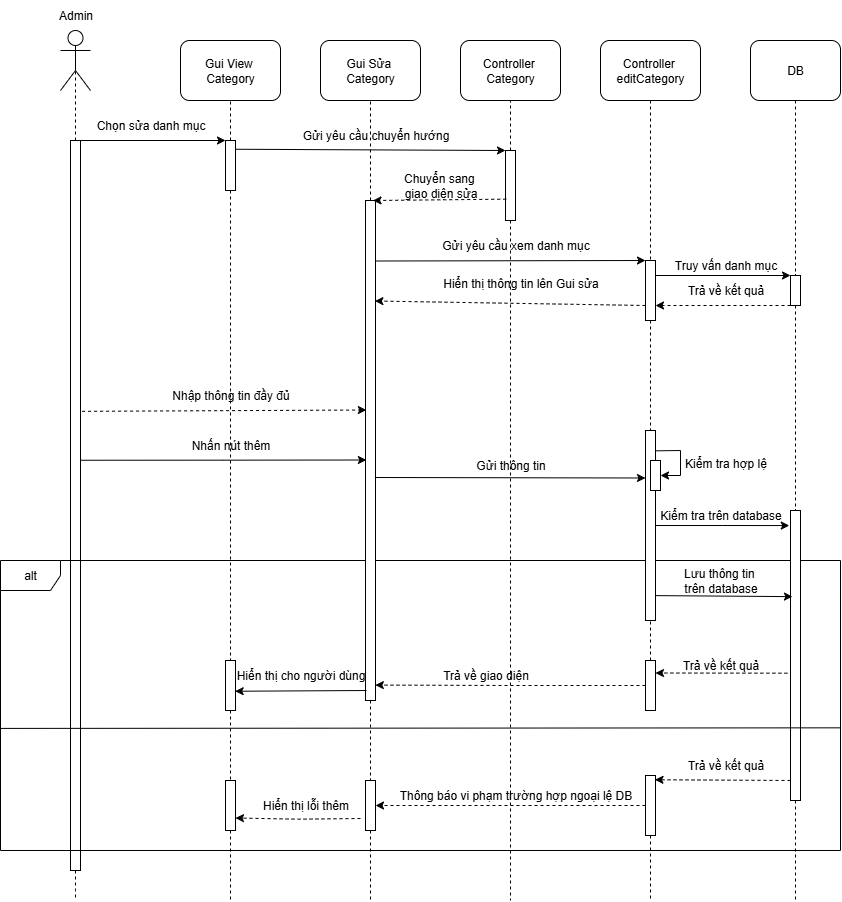 Admin
Gui View
Category
Gui Sửa
Category
Controller
Category
Controller
editCategory
DB
Chọn sửa danh mục
Gửi yêu cầu chuyển hướng
Chuyển sang
giao diện sửa
Gửi yêu cầu xem danh mục
Truy vấn danh mục
Hiển thị thông tin lên Gui sửa
Trả về kết quả
Nhập thông tin đầy đủ
Nhấn nút thêm
Gửi thông tin
Kiểm tra hợp lệ
Kiểm tra trên database
alt
Lưu thông tin
trên database
Trả về kết quả
Hiển thị cho người dùng
Trả về giao diện
Trả về kết quả
Thông báo vi phạm trường hợp ngoại lệ DB
Hiển thị lỗi thêm